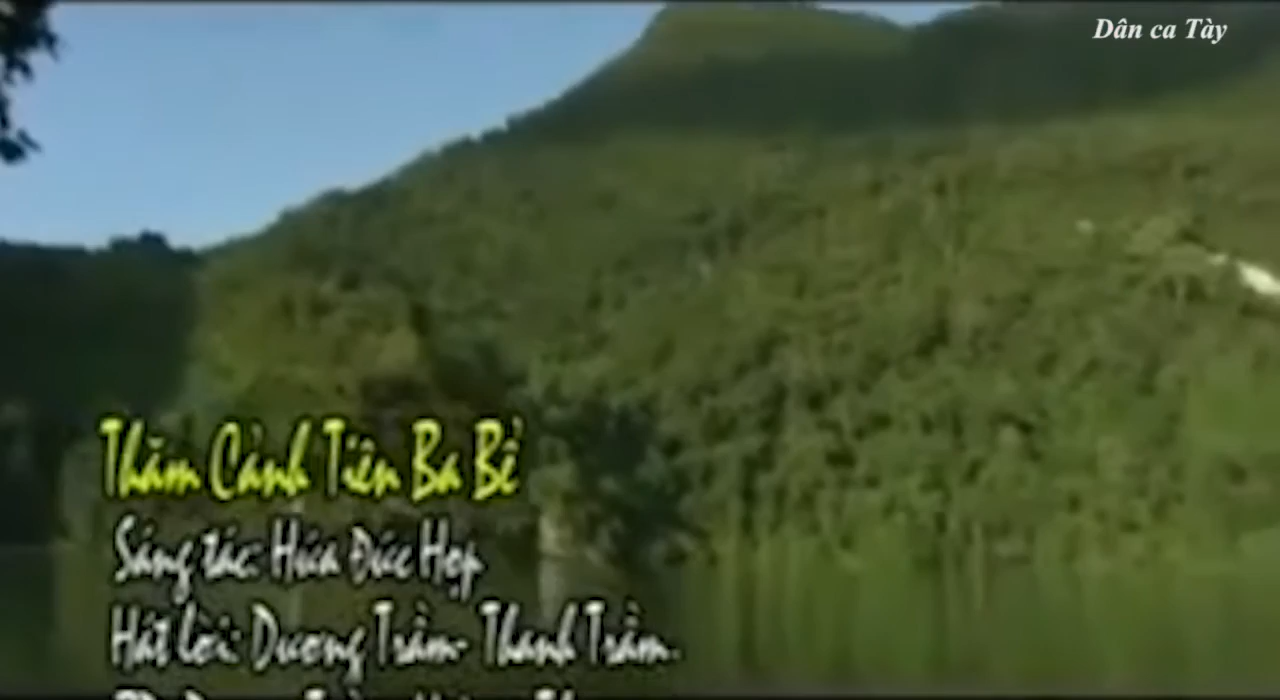 Dân ca Tày
Thăm Cảnh Tiên Ba Bể
Sáng tác: Hứa Đức Hợp
Hát lời: Dương Trầm- Thanh Trầm.